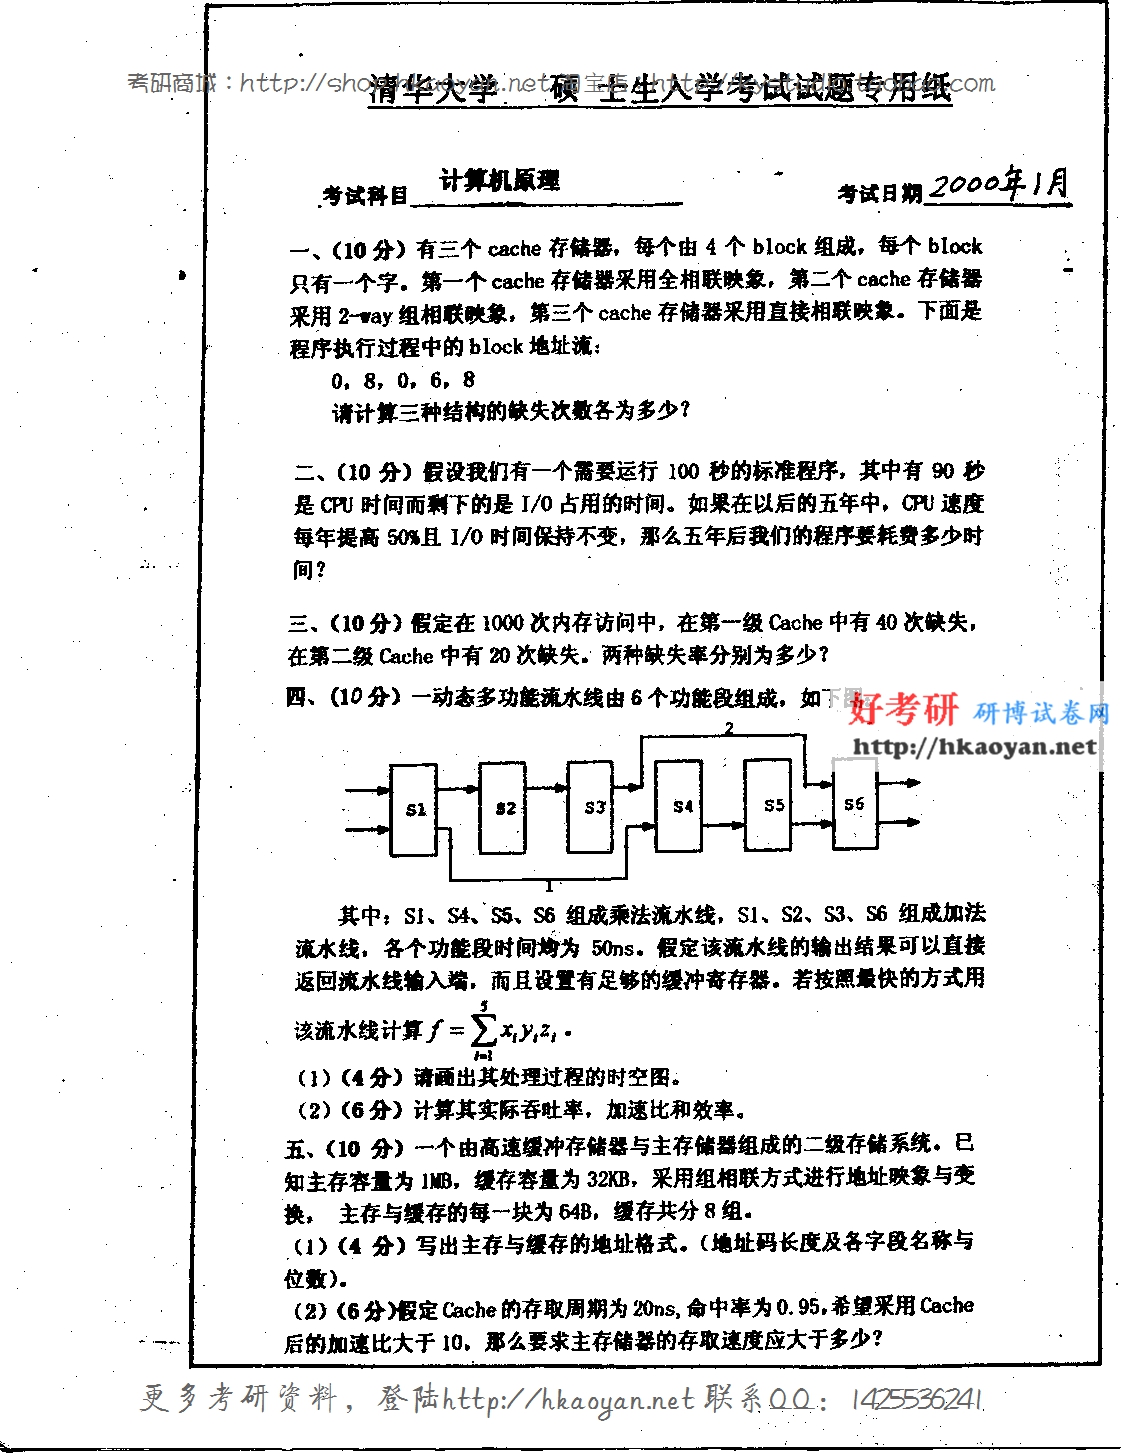 考研商城：http://shop.hkaoyan.net
清华大学 硕士生入学考试试题专用纸
考试科目 计算机原理
考试日期 2000年1月
一、（10 分）有三个 cache 存储器，每个由 4 个 block 组成，每个 block
只有一个字。第一个 cache 存储器采用全相联映象，第二个 cache 存储器
采用 2-way 组相联映象，第三个 cache 存储器采用直接相联映象。下面是
程序执行过程中的 block 地址流：
0，8，0，6，8
请计算三种结构的缺失次数各为多少？
二、（10 分）假设我们有一个需要运行 100 秒的标准程序，其中有 90 秒
是 CPU 时间而剩下的是 I/O 占用的时间。如果在以后的五年中，CPU 速度
每年提高 50%且 I/O 时间保持不变，那么五年后我们的程序要耗费多少时
间？
三、（10 分）假定在 1000 次内存访问中，在第一级 Cache 中有 40 次缺失，
在第二级 Cache 中有 20 次缺失。两种缺失率分别为多少？
四、（10 分）一动态多功能流水线由 6 个功能段组成，如下图：
好考研 研博试卷网
http://hkaoyan.net
2
S1 S2 S3 S4 S5 S6
1
其中：S1、S4、S5、S6 组成乘法流水线，S1、S2、S3、S6 组成加法
流水线，各个功能段时间均为 50ns。假定该流水线的输出结果可以直接
返回流水线输入端，而且设置有足够的缓冲寄存器。若按照最快的方式用
该流水线计算 f = ∑_{i=1}^{5} x_i y_i z_i。
（1）（4 分）请画出其处理过程的时空图。
（2）（6 分）计算其实际吞吐率，加速比和效率。
五、（10 分）一个由高速缓冲存储器与主存储器组成的二级存储系统。已
知主存容量为 1MB，缓存容量为 32KB，采用组相联方式进行地址映象与变
换， 主存与缓存的每一块为 64B，缓存共分 8 组。
（1）（4 分）写出主存与缓存的地址格式。（地址码长度及各字段名称与
位数）。
（2）（6 分）假定 Cache 的存取周期为 20ns，命中率为 0.95，希望采用 Cache
后的加速比大于 10，那么要求主存储器的存取速度应大于多少？
更多考研资料，登陆http://hkaoyan.net 联系QQ：1425536241